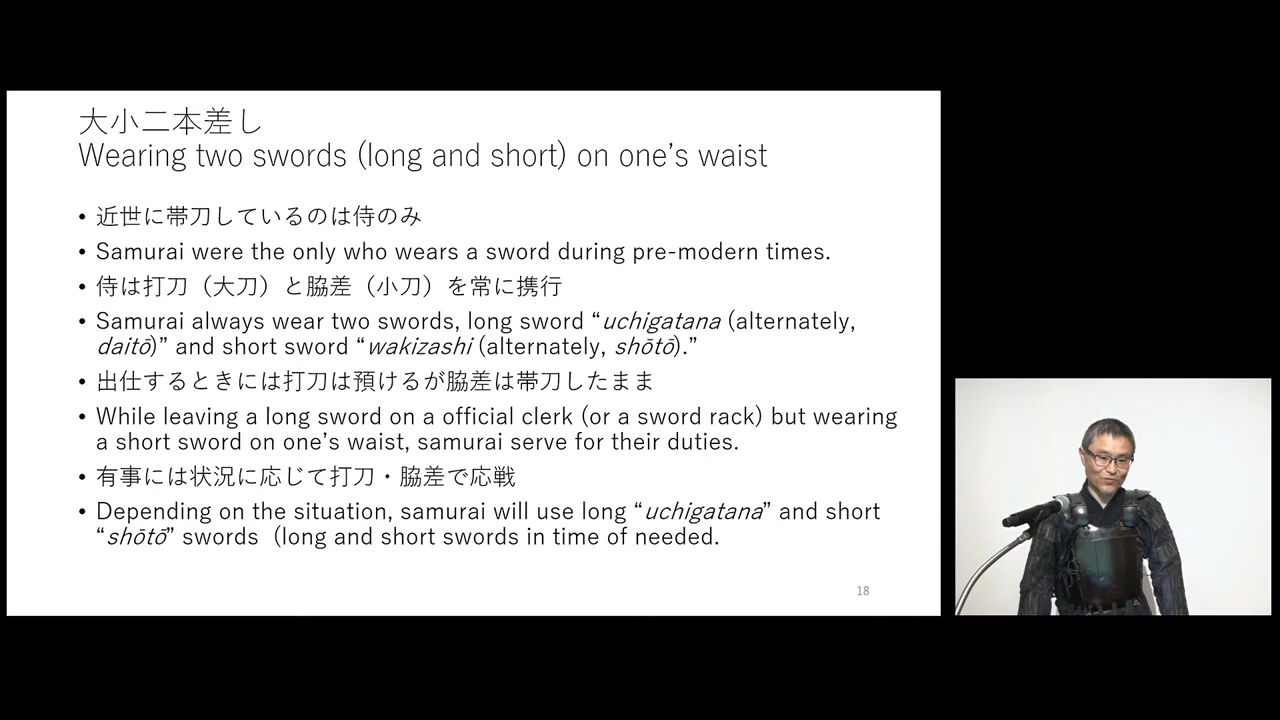 大小二本差し
Wearing two swords (long and short) on one’s waist
• 近世に帯刀しているのは侍のみ
• Samurai were the only who wears a sword during pre-modern times.
• 侍は打刀（大刀）と脇差（小刀）を常に携行
• Samurai always wear two swords, long sword “uchigatana (alternately,
daitō)” and short sword “wakizashi (alternately, shōtō).”
• 出仕するときには打刀は預けるが脇差は帯刀したまま
• While leaving a long sword on a official clerk (or a sword rack) but wearing
a short sword on one’s waist, samurai serve for their duties.
• 有事には状況に応じて打刀・脇差で応戦
• Depending on the situation, samurai will use long “uchigatana” and short
“shōtō” swords (long and short swords in time of needed.
18